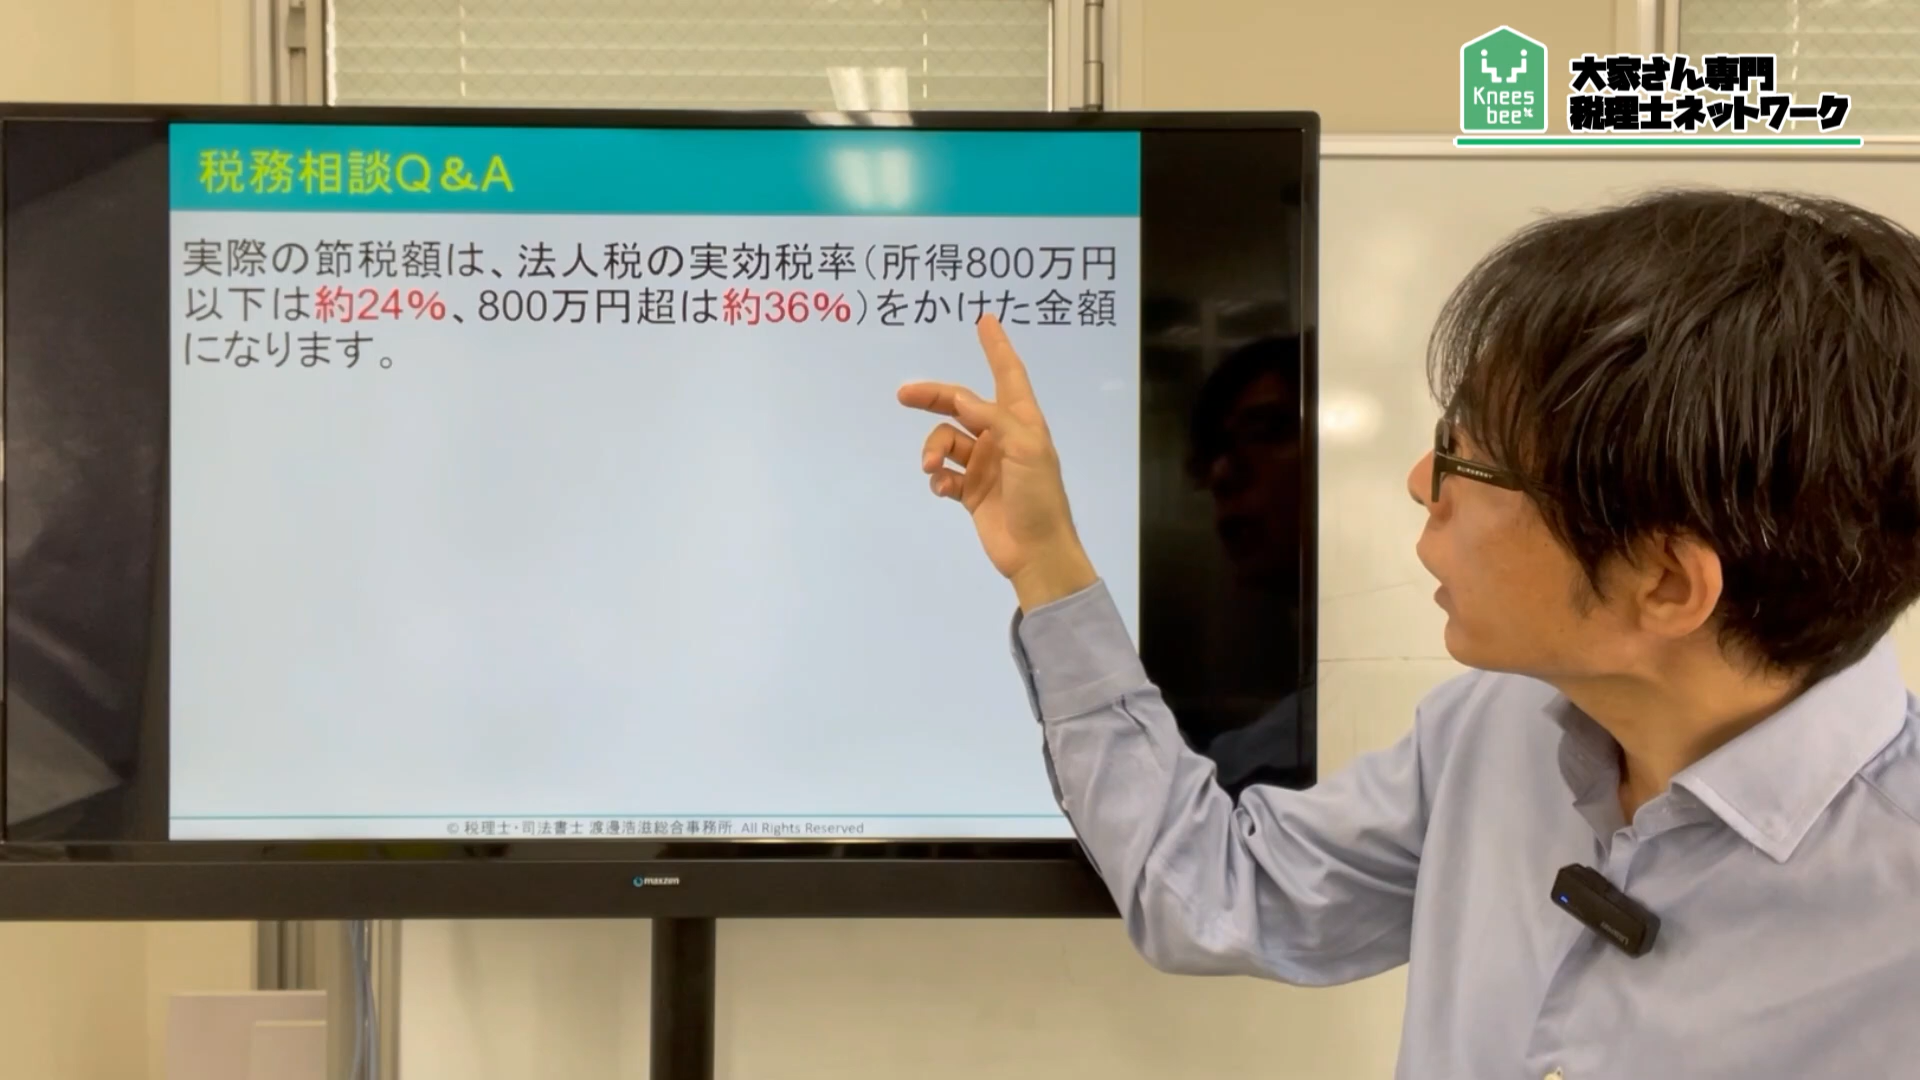 Knees
bee
大家さん専門
税理士ネットワーク
税務相談Q&A
実際の節税額は、法人税の実効税率(所得800万円
以下は約24%、800万円超は約36%)をかけた金額
になります。
© 税理士・司法書士 渡邊浩滋総合事務所. All Rights Reserved
maxzen
BURBERRY